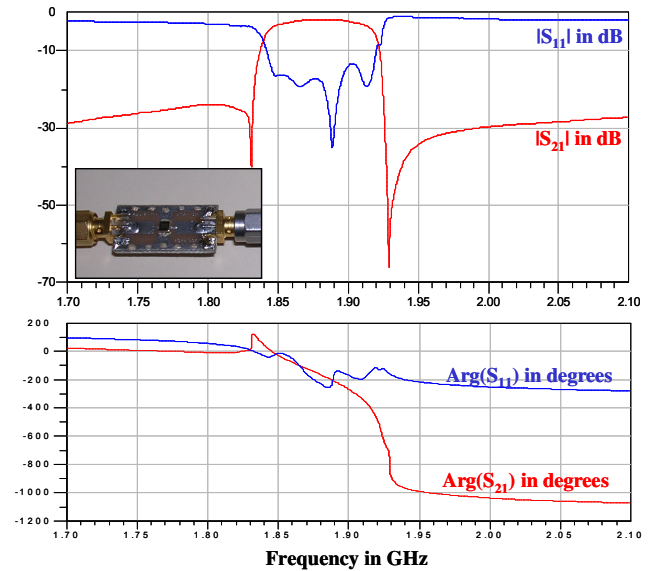 0
-10
-30
-50
-70
|S11| in dB
|S21| in dB
1.70 1.75 1.80 1.85 1.90 1.95 2.00 2.05 2.10
200
0
-200
-400
-600
-800
-1000
-1200
Arg(S11) in degrees
Arg(S21) in degrees
1.70 1.75 1.80 1.85 1.90 1.95 2.00 2.05 2.10
Frequency in GHz